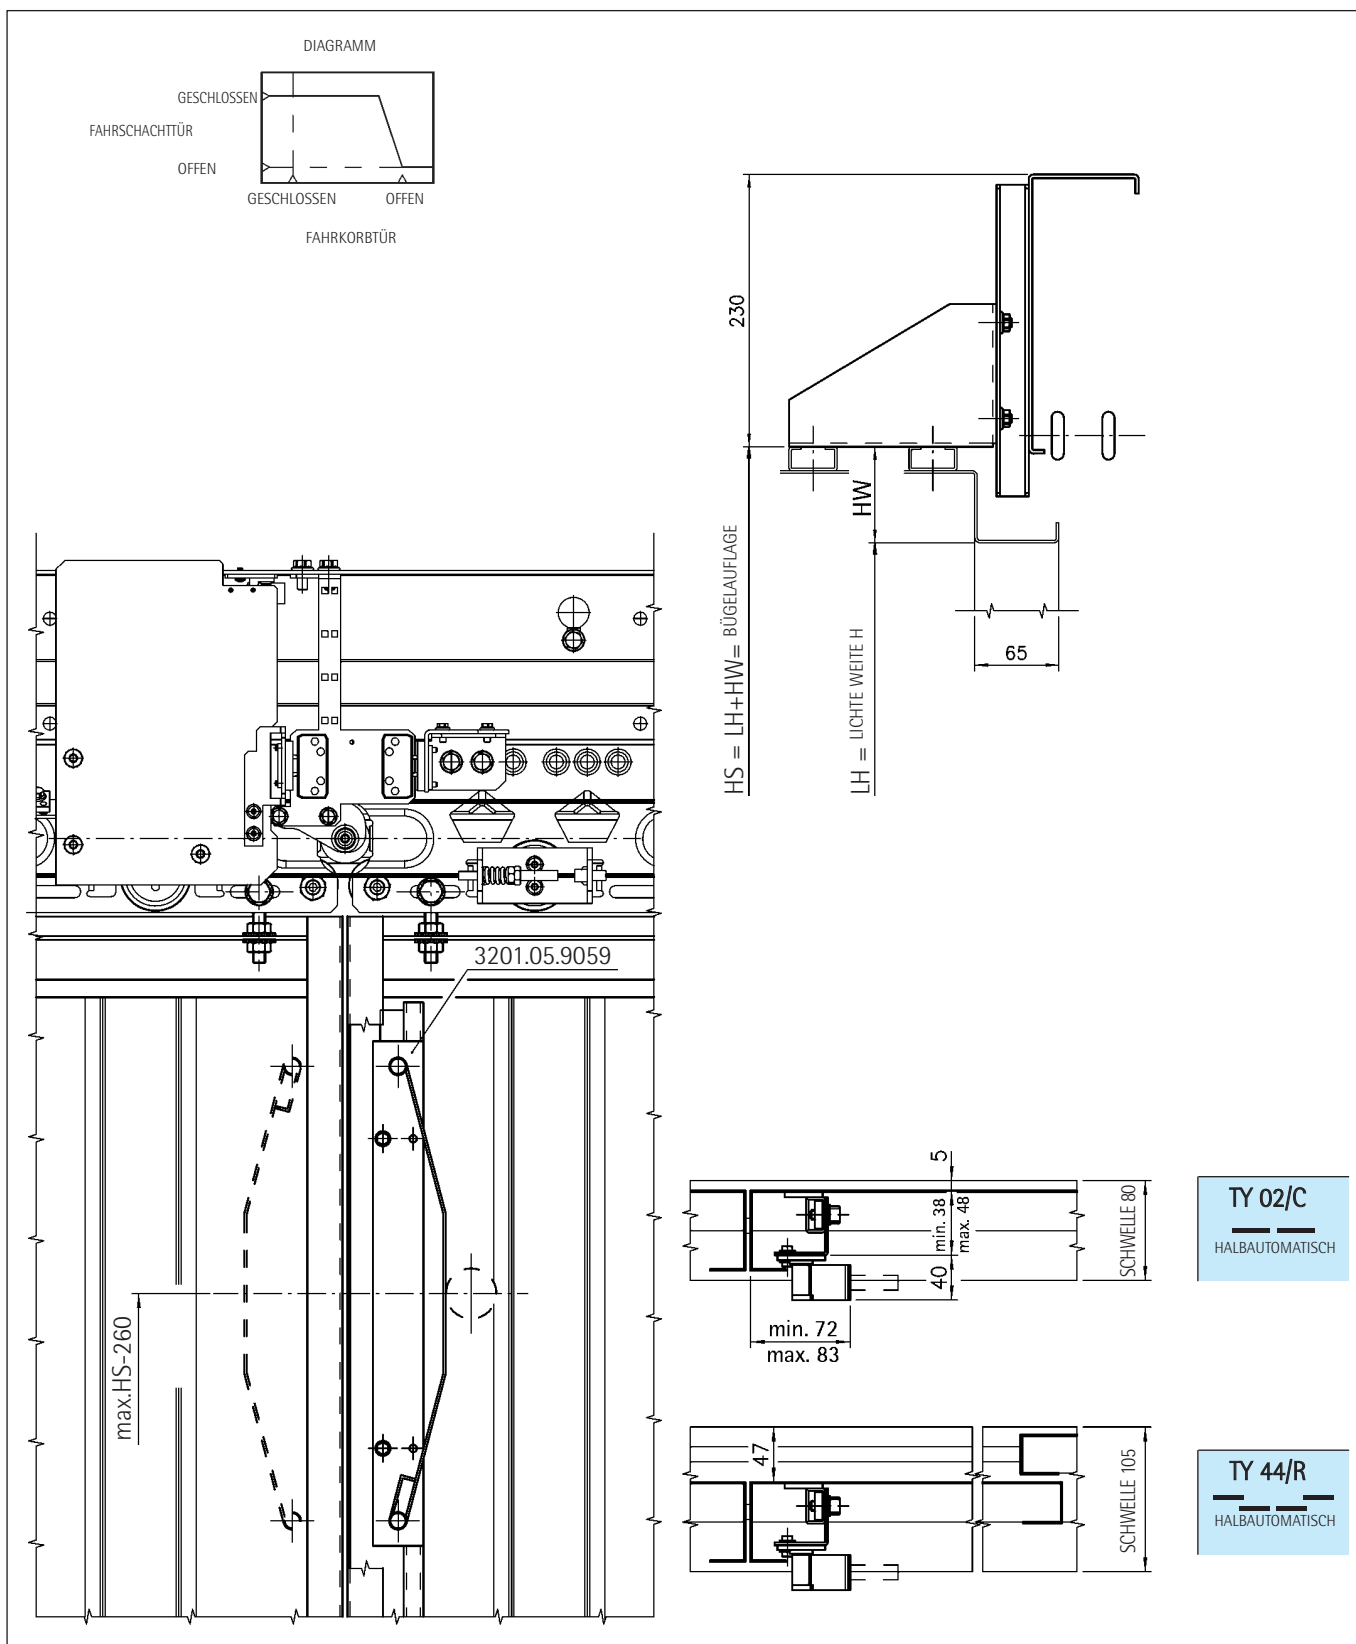 DIAGRAMM
GESCHLOSSEN
FAHRSCHACHTTÜR
OFFEN
GESCHLOSSEN
OFFEN
FAHRKORBTÜR
230
HW
HS = LH+HW= BÜGELAUFLAGE
LH = LICHTE WEITE H
65
3201.05.9059
max.HS-260
5
min. 38
max. 48
40
SCHWELLE 80
min. 72
max. 83
TY 02/C
HALBAUTOMATISCH
47
SCHWELLE 105
TY 44/R
HALBAUTOMATISCH